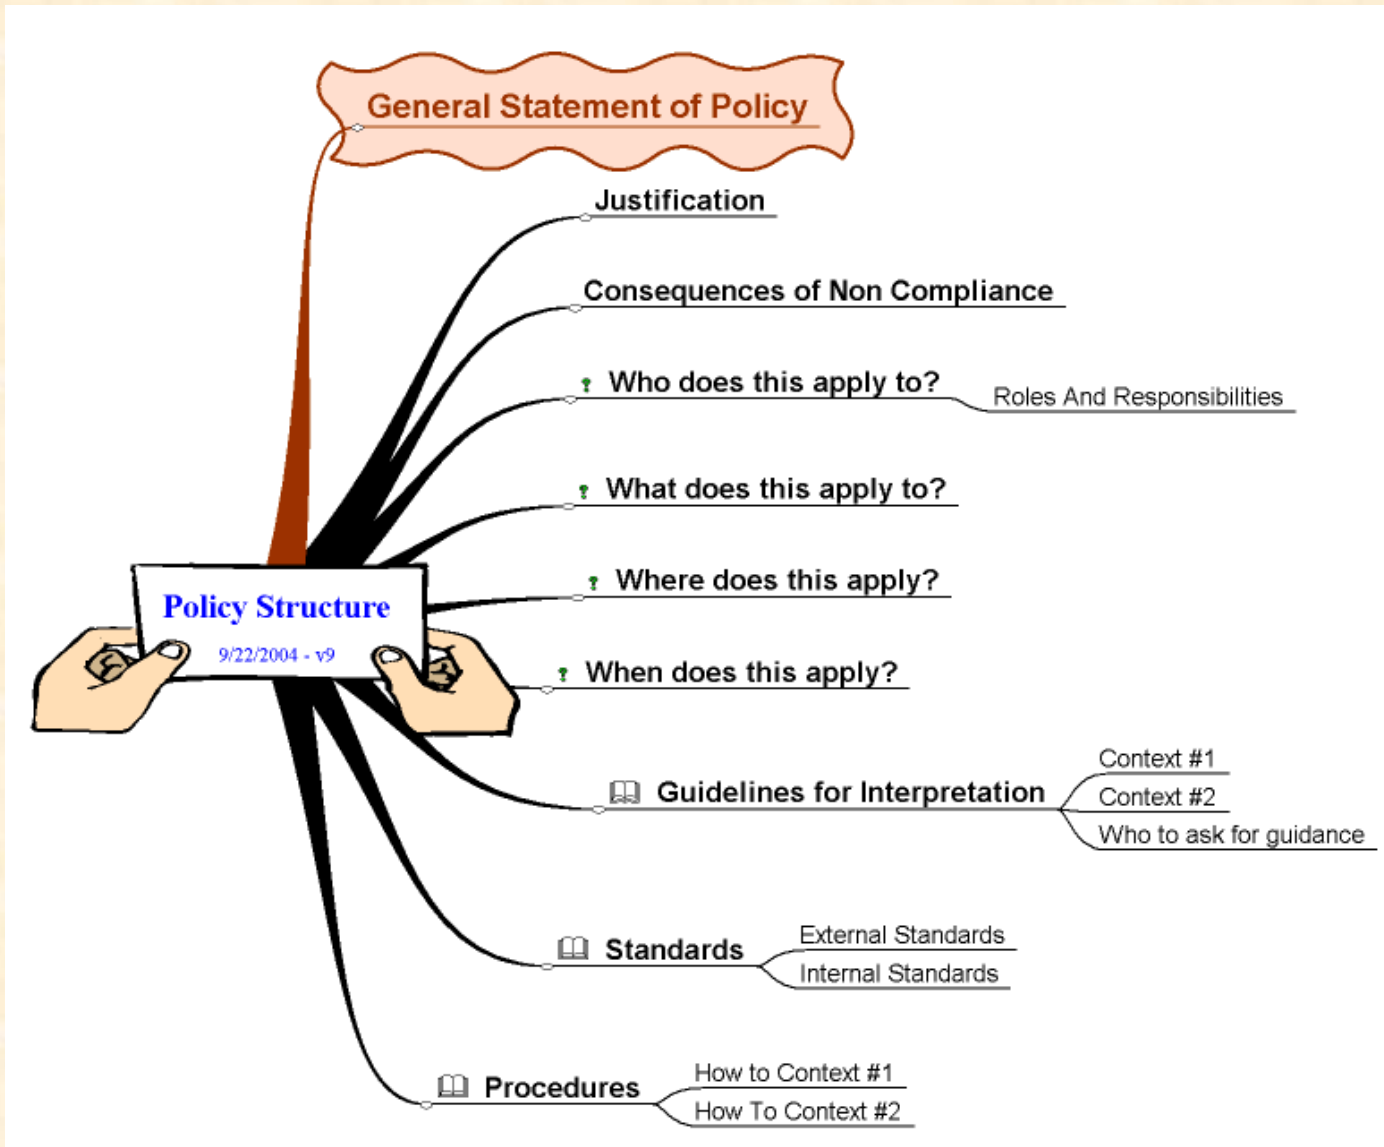 General Statement of Policy
Justification
Consequences of Non Compliance
? Who does this apply to?
Roles And Responsibilities
? What does this apply to?
? Where does this apply?
Policy Structure
9/22/2004 - v9
? When does this apply?
Guidelines for Interpretation
Context #1
Context #2
Who to ask for guidance
Standards
External Standards
Internal Standards
Procedures
How to Context #1
How To Context #2